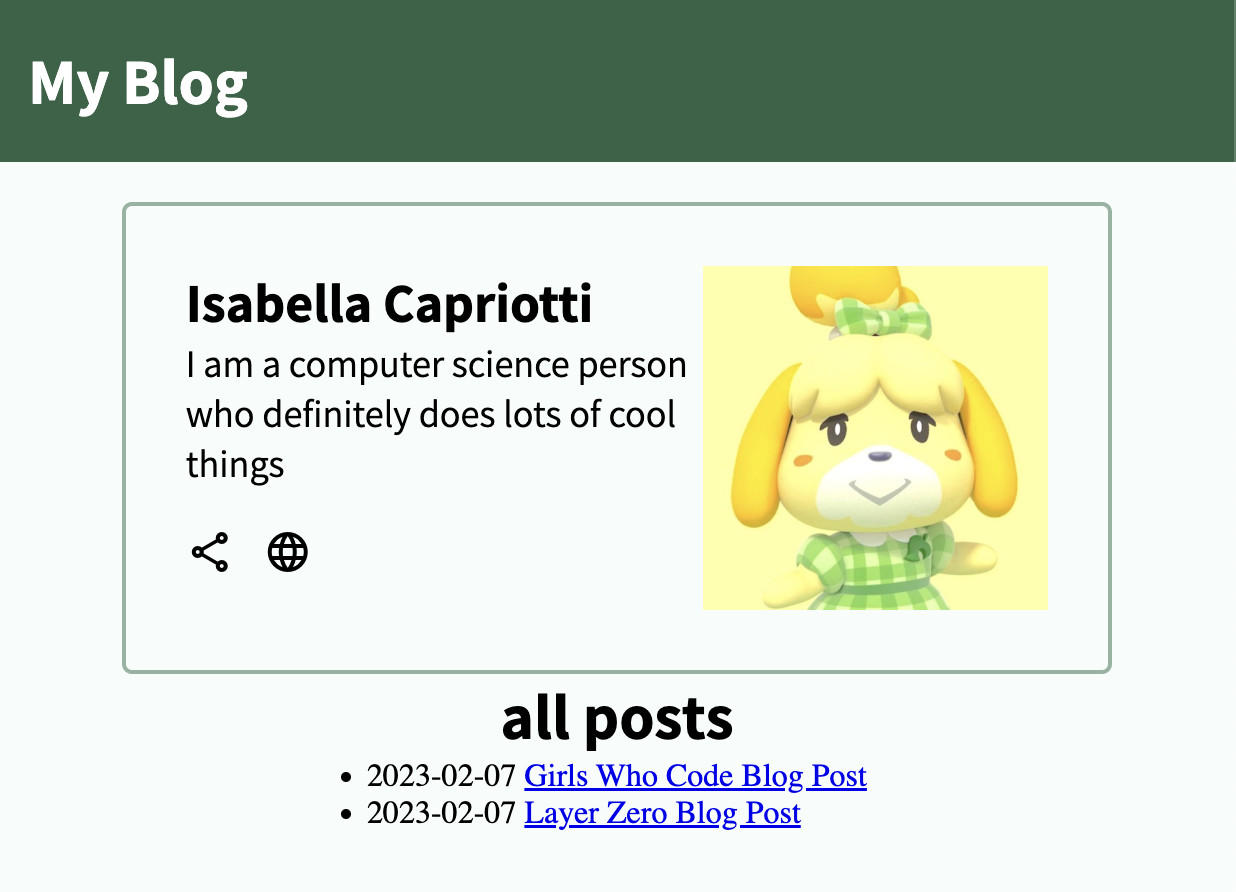 My Blog
Isabella Capriotti
I am a computer science person
who definitely does lots of cool
things
all posts
• 2023-02-07 Girls Who Code Blog Post
• 2023-02-07 Layer Zero Blog Post